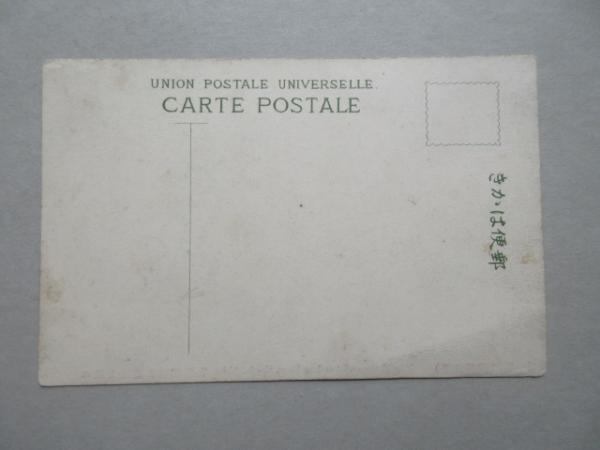 UNION POSTALE UNIVERSELLE.
CARTE POSTALE
きかは便郵